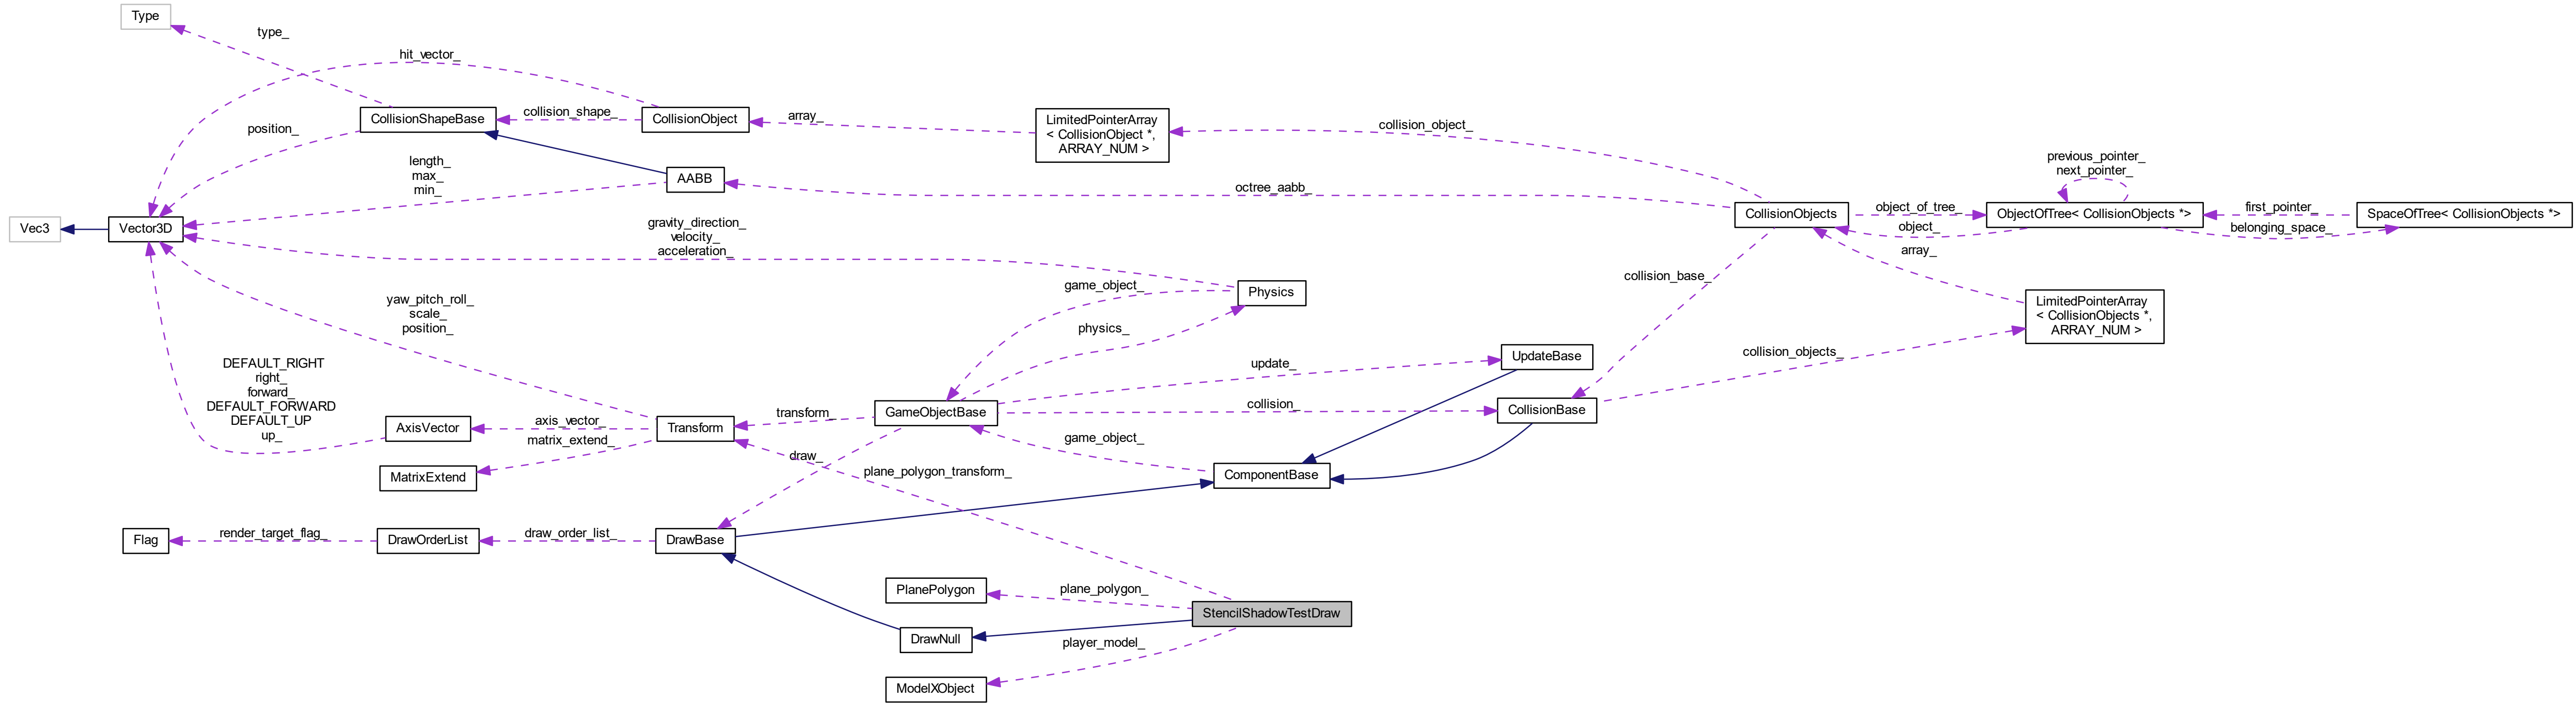 Type
type_
hit_vector_
CollisionShapeBase
collision_shape_
CollisionObject
array_
LimitedPointerArray
< CollisionObject *,
ARRAY_NUM >
collision_object_
position_
length_
max_
min_
AABB
octree_aabb_
Vec3
Vector3D
gravity_direction_
velocity_
acceleration_
CollisionObjects
object_of_tree_
object_
previous_pointer_
next_pointer_
ObjectOfTree< CollisionObjects *>
first_pointer_
belonging_space_
SpaceOfTree< CollisionObjects *>
array_
collision_base_
LimitedPointerArray
< CollisionObjects *,
ARRAY_NUM >
collision_objects_
game_object_
Physics
physics_
yaw_pitch_roll_
scale_
position_
update_
UpdateBase
DEFAULT_RIGHT
right_
forward_
DEFAULT_FORWARD
DEFAULT_UP
up_
AxisVector
axis_vector_
matrix_extend_
Transform
transform_
GameObjectBase
collision_
CollisionBase
MatrixExtend
draw_
game_object_
plane_polygon_transform_
ComponentBase
Flag
render_target_flag_
DrawOrderList
draw_order_list_
DrawBase
PlanePolygon
plane_polygon_
StencilShadowTestDraw
DrawNull
player_model_
ModelXObject